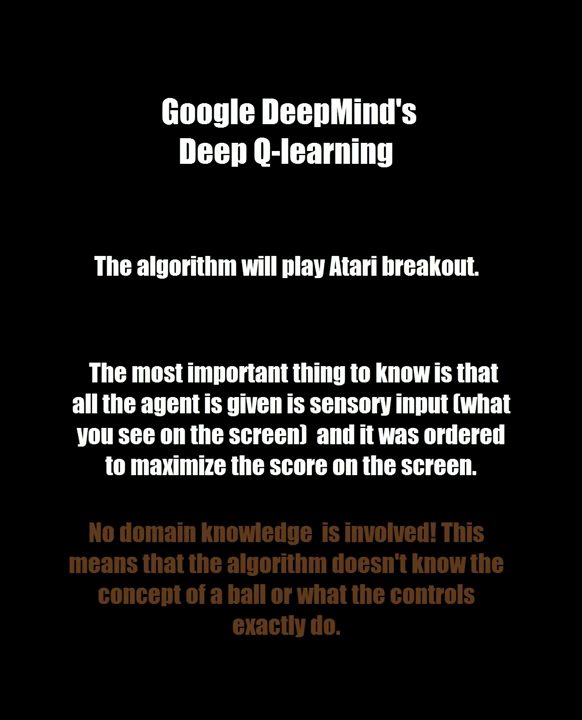 Google DeepMind's
Deep Q-learning
The algorithm will play Atari breakout.
The most important thing to know is that
all the agent is given is sensory input (what
you see on the screen)  and it was ordered
to maximize the score on the screen.
No domain knowledge  is involved! This
means that the algorithm doesn't know the
concept of a ball or what the controls
exactly do.